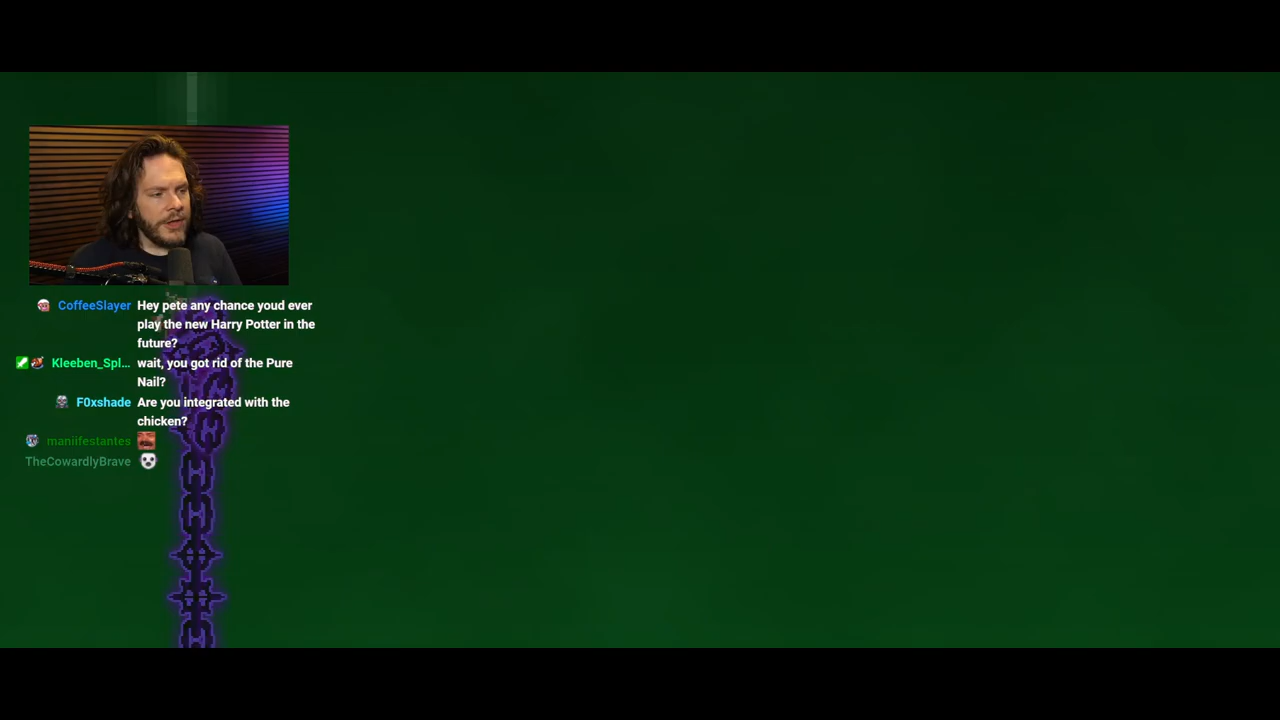 CoffeeSlayer Hey pete any chance youd ever
play the new Harry Potter in the
future?
Kleeben_Spl... wait, you got rid of the Pure
Nail?
F0xshade Are you integrated with the
chicken?
maniifestantes
TheCowardlyBrave